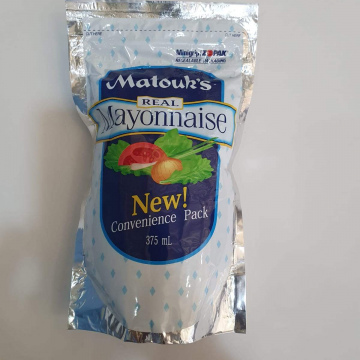 Matouk's
REAL
Mayonnaise
New!
Convenience Pack
375 mL